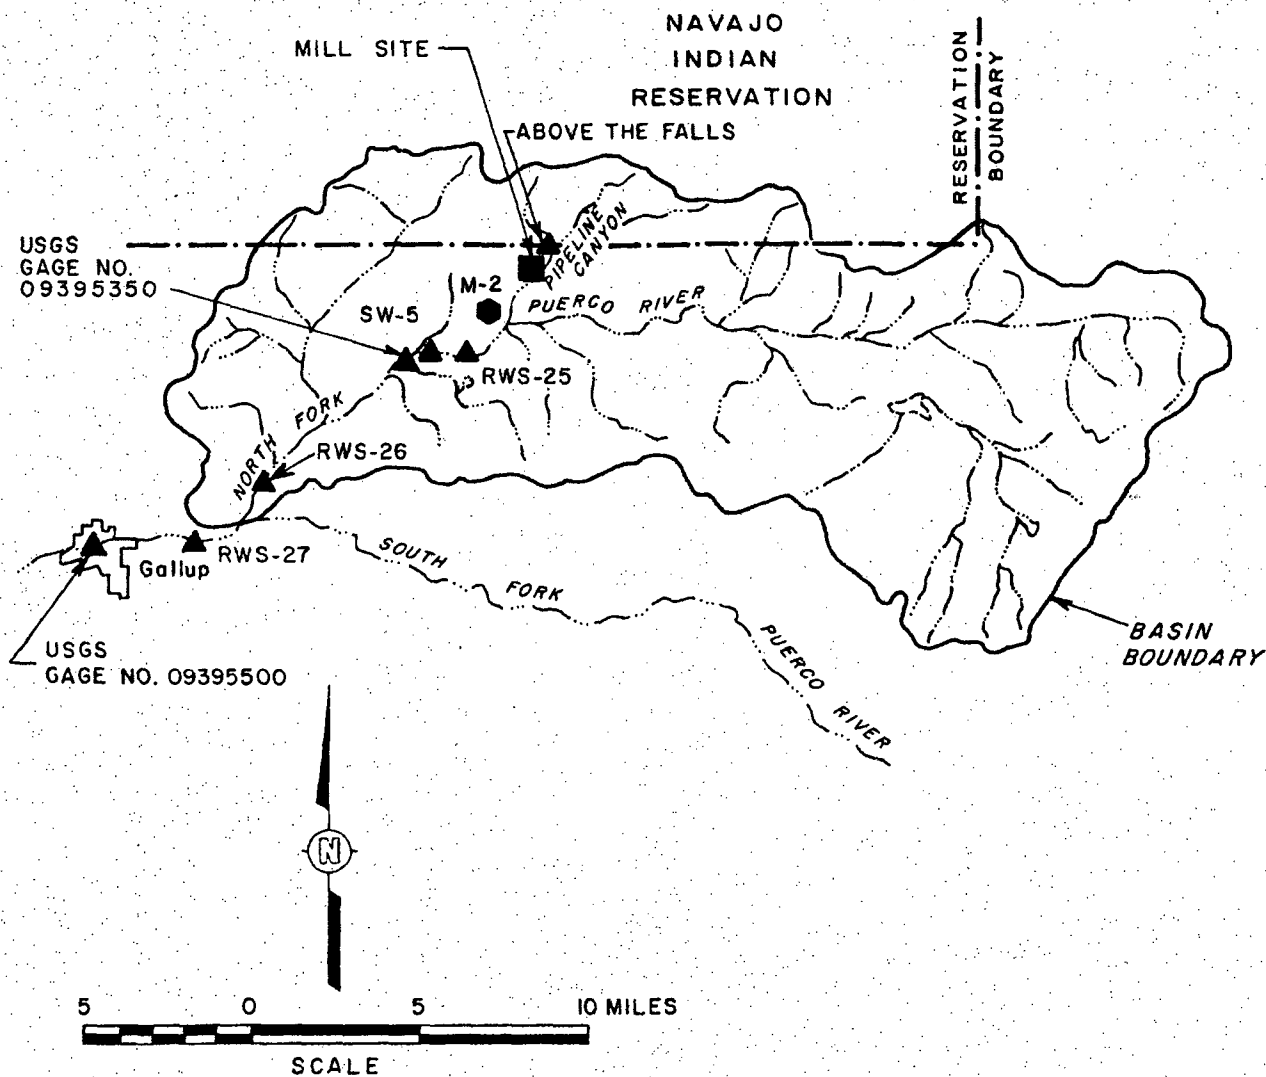 NAVAJO
INDIAN
RESERVATION
MILL SITE
ABOVE THE FALLS
RESERVATION
BOUNDARY
USGS
GAGE NO.
09395350
PIPELINE
CANYON
M-2
PUERCO RIVER
SW-5
RWS-25
NORTH FORK
RWS-26
RWS-27
Gallup
SOUTH FORK
PUERCO RIVER
USGS
GAGE NO. 09395500
BASIN
BOUNDARY
N
5 0 5 10 MILES
SCALE